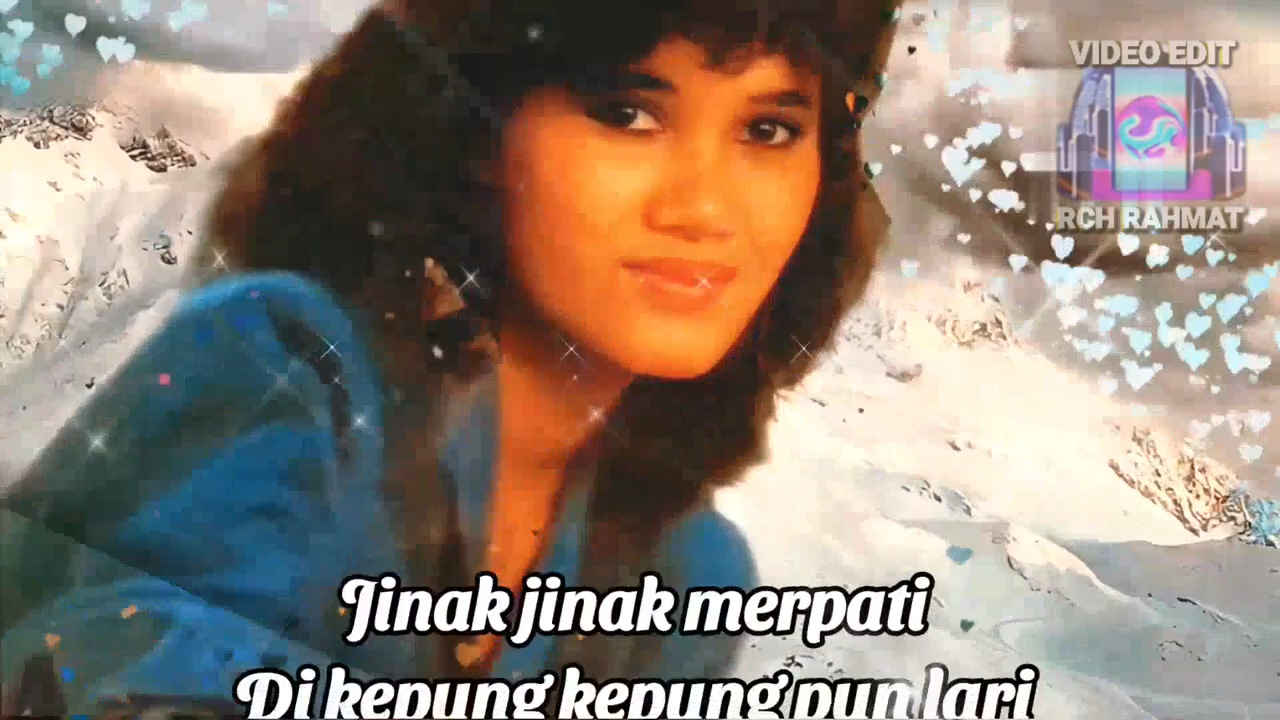 VIDEO EDIT
RCH RAHMAT
Jinak jinak merpati
Di kepung kepung pun lari